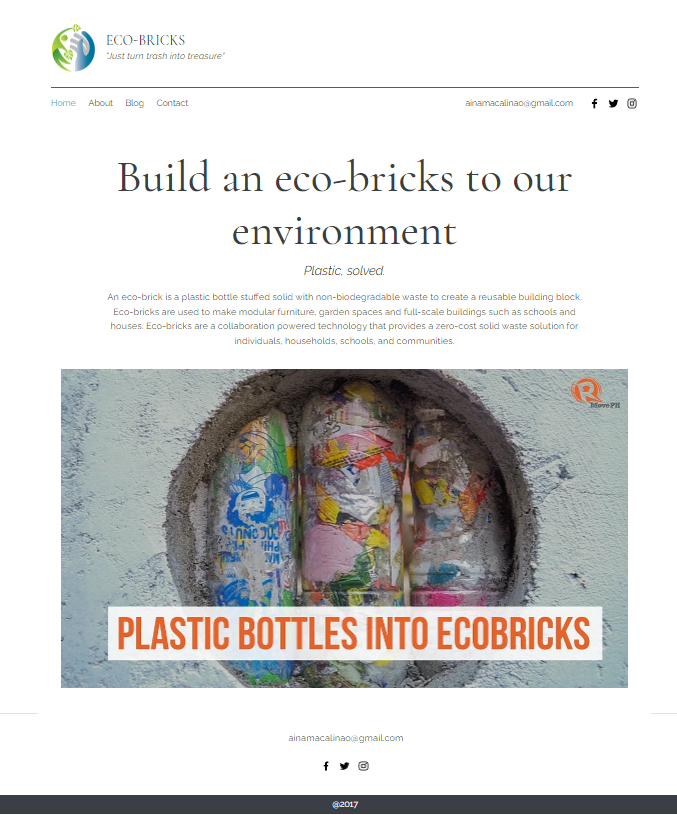 ECO-BRICKS
"Just turn trash into treasure"
Home About Blog Contact ainamacalinao@gmail.com
Build an eco-bricks to our
environment
Plastic, solved.
An eco-brick is a plastic bottle stuffed solid with non-biodegradable waste to create a reusable building block.
Eco-bricks are used to make modular furniture, garden spaces and full-scale buildings such as schools and
houses. Eco-bricks are a collaboration powered technology that provides a zero-cost solid waste solution for
individuals, households, schools, and communities.
R
MovePH
PLASTIC BOTTLES INTO ECOBRICKS
ainamacalinao@gmail.com
@2017